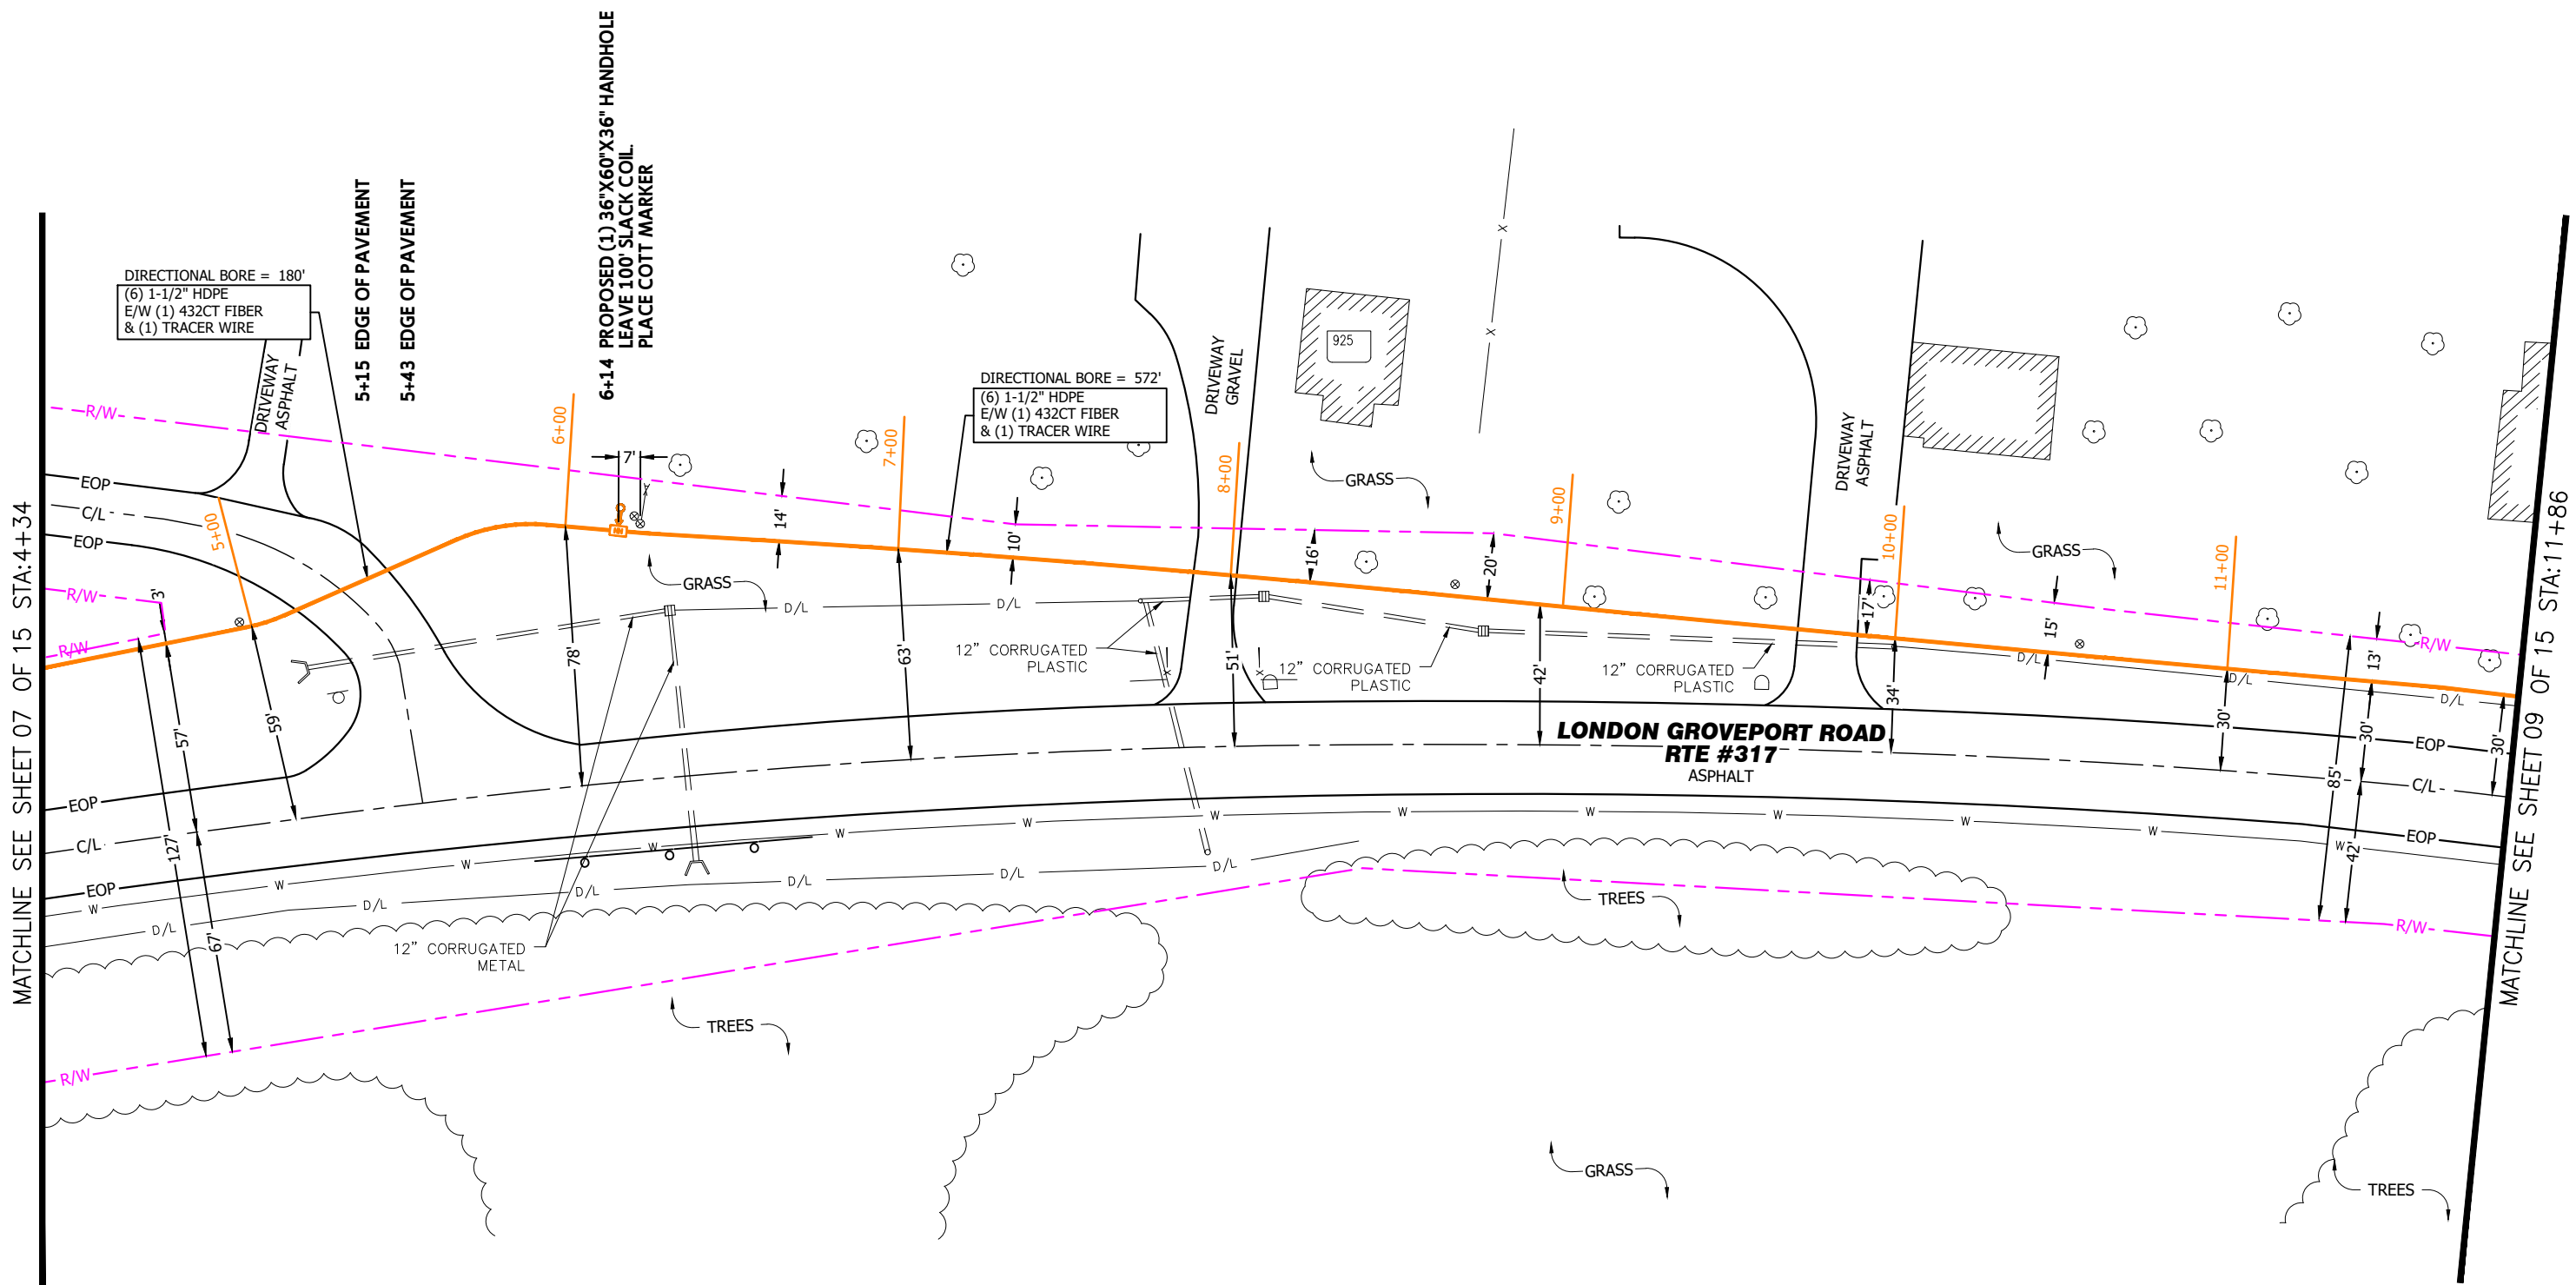 MATCHLINE SEE SHEET 07 OF 15 STA:4+34
DIRECTIONAL BORE = 180'
(6) 1-1/2" HDPE
E/W (1) 432CT FIBER
& (1) TRACER WIRE
5+15 EDGE OF PAVEMENT
5+43 EDGE OF PAVEMENT
6+14 PROPOSED (1) 36"X60"X36" HANDHOLE
LEAVE 100' SLACK COIL.
PLACE COTT MARKER
DIRECTIONAL BORE = 572'
(6) 1-1/2" HDPE
E/W (1) 432CT FIBER
& (1) TRACER WIRE
DRIVEWAY
ASPHALT
DRIVEWAY
GRAVEL
925
X
X
DRIVEWAY
ASPHALT
R/W
EOP
C/L
EOP
R/W
R/W
5+00
6+00
7+00
8+00
9+00
10+00
11+00
7'
14'
10'
16'
20'
17'
15'
13'
3'
GRASS
GRASS
GRASS
D/L
D/L
D/L
D/L
D/L
R/W
12" CORRUGATED
PLASTIC
12" CORRUGATED
PLASTIC
12" CORRUGATED
PLASTIC
127'
57'
67'
59'
78'
63'
51'
42'
34'
30'
85'
30'
42'
30'
LONDON GROVEPORT ROAD
RTE #317
ASPHALT
EOP
C/L
EOP
EOP
C/L
EOP
W
W
W
W
W
W
W
W
W
W
W
W
W
D/L
D/L
D/L
D/L
D/L
D/L
12" CORRUGATED
METAL
TREES
TREES
R/W
R/W
GRASS
TREES
MATCHLINE SEE SHEET 09 OF 15 STA:11+86